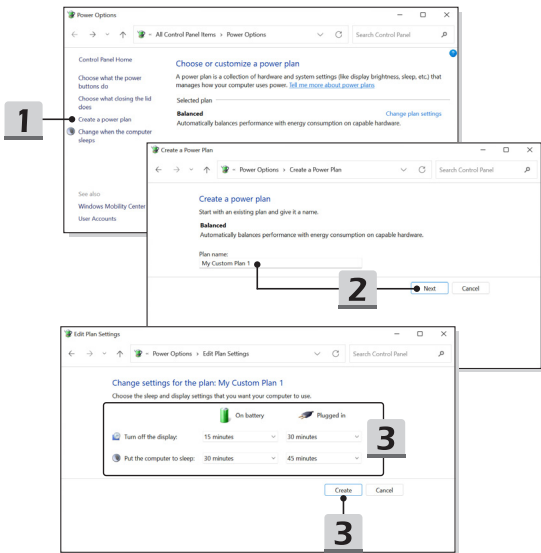 Power Options
All Control Panel Items › Power Options
Search Control Panel
Control Panel Home
Choose what the power
buttons do
Choose what closing the lid
does
Create a power plan
Change when the computer
sleeps
See also
Windows Mobility Center
User Accounts
Choose or customize a power plan
A power plan is a collection of hardware and system settings (like display brightness, sleep, etc.) that
manages how your computer uses power. Tell me more about power plans.
Selected plan
Balanced
Change plan settings
Automatically balances performance with energy consumption on capable hardware.
1
Create a Power Plan
Power Options › Create a Power Plan
Search Control Panel
Create a power plan
Start with an existing plan and give it a name.
Balanced
Automatically balances performance with energy consumption on capable hardware.
Plan name:
My Custom Plan 1
2
Next
Cancel
Edit Plan Settings
Power Options › Edit Plan Settings
Search Control Panel
Change settings for the plan: My Custom Plan 1
Choose the sleep and display settings that you want your computer to use.
On battery
Plugged in
Turn off the display:
15 minutes
30 minutes
Put the computer to sleep:
30 minutes
45 minutes
3
Create
Cancel
3